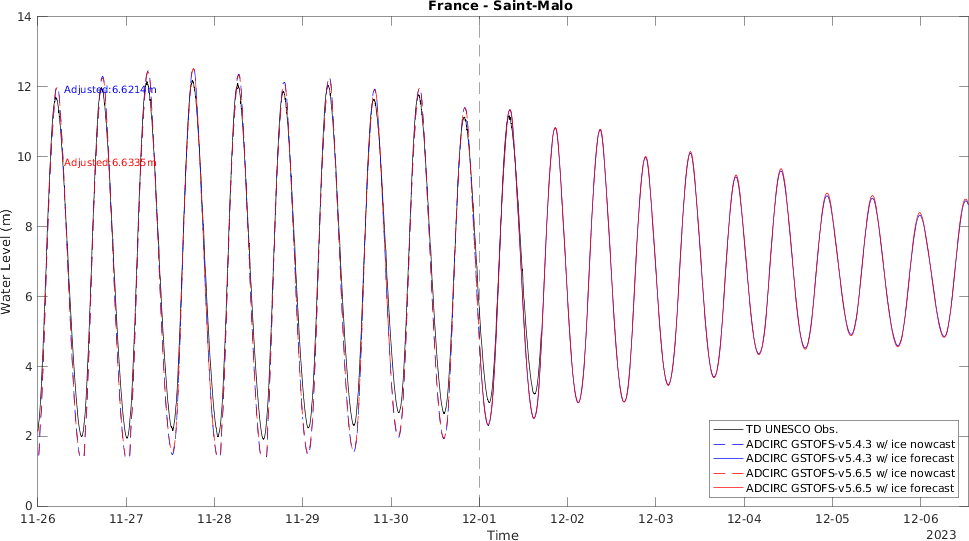 France - Saint-Malo
14
12
10
8
6
4
2
0
Water Level (m)
Adjusted:6.6214m
Adjusted:6.6335m
TD UNESCO Obs.
ADCIRC GSTOFS-v5.4.3 w/ ice nowcast
ADCIRC GSTOFS-v5.4.3 w/ ice forecast
ADCIRC GSTOFS-v5.6.5 w/ ice nowcast
ADCIRC GSTOFS-v5.6.5 w/ ice forecast
11-26 11-27 11-28 11-29 11-30 12-01 12-02 12-03 12-04 12-05 12-06
Time
2023